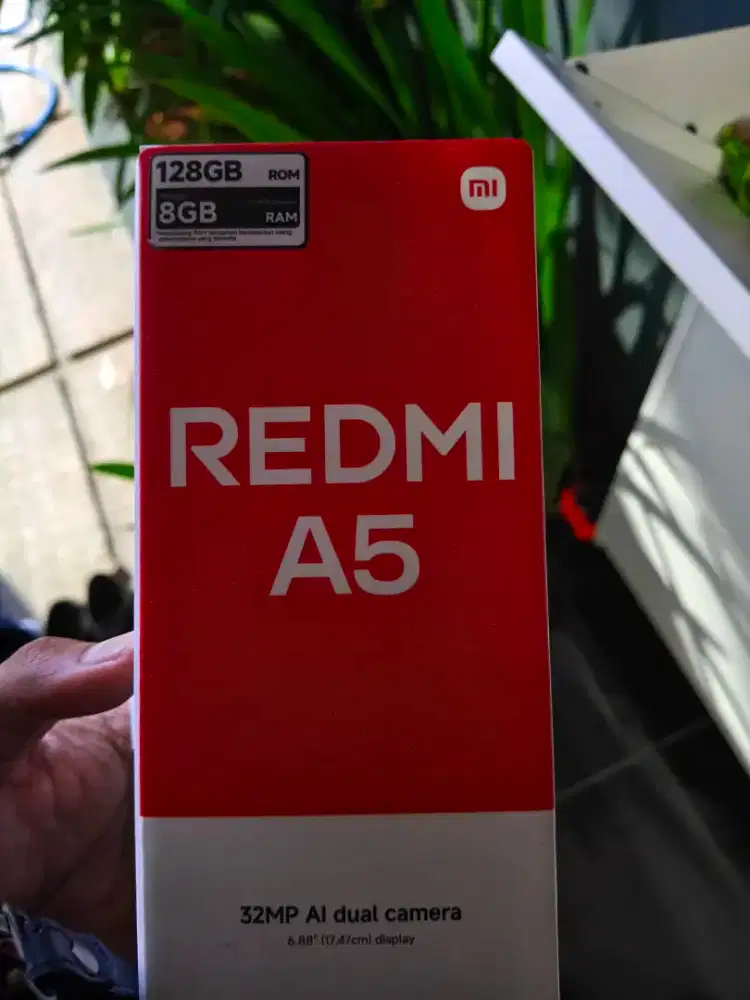 128GB ROM
8GB RAM
mi
REDMI
A5
32MP AI dual camera
6.88" (17.47cm) display